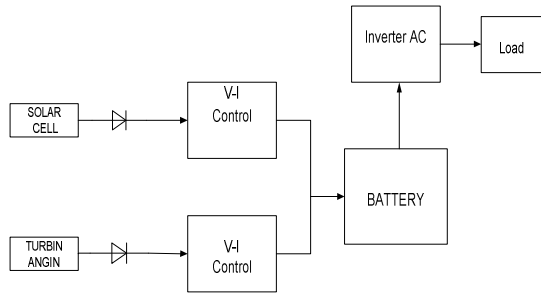 Inverter AC
Load
SOLAR
CELL
V-I
Control
BATTERY
TURBIN
ANGIN
V-I
Control